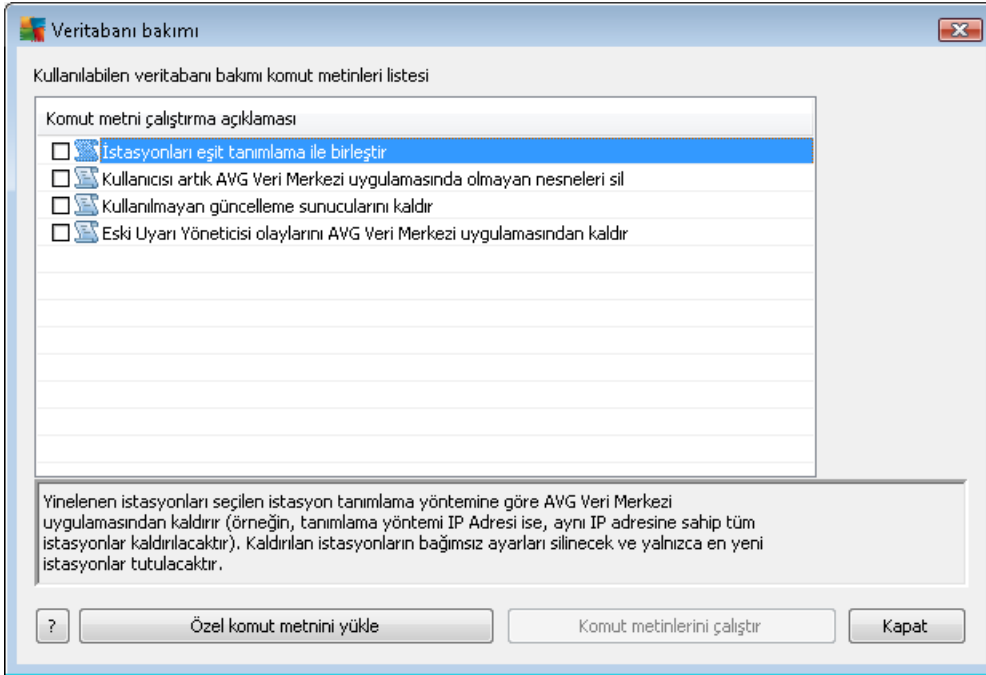 Veritabanı bakımı
Kullanılabilen veritabanı bakımı komut metinleri listesi
Komut metni çalıştırma açıklaması
İstasyonları eşit tanımlama ile birleştir
Kullanıcısı artık AVG Veri Merkezi uygulamasında olmayan nesneleri sil
Kullanılmayan güncelleme sunucularını kaldır
Eski Uyarı Yöneticisi olaylarını AVG Veri Merkezi uygulamasından kaldır
Yinelenen istasyonları seçilen istasyon tanımlama yöntemine göre AVG Veri Merkezi
uygulamasından kaldırır (örneğin, tanımlama yöntemi IP Adresi ise, aynı IP adresine sahip tüm
istasyonlar kaldırılacaktır). Kaldırılan istasyonların bağımsız ayarları silinecek ve yalnızca en yeni
istasyonlar tutulacaktır.
? Özel komut metnini yükle Komut metinlerini çalıştır Kapat